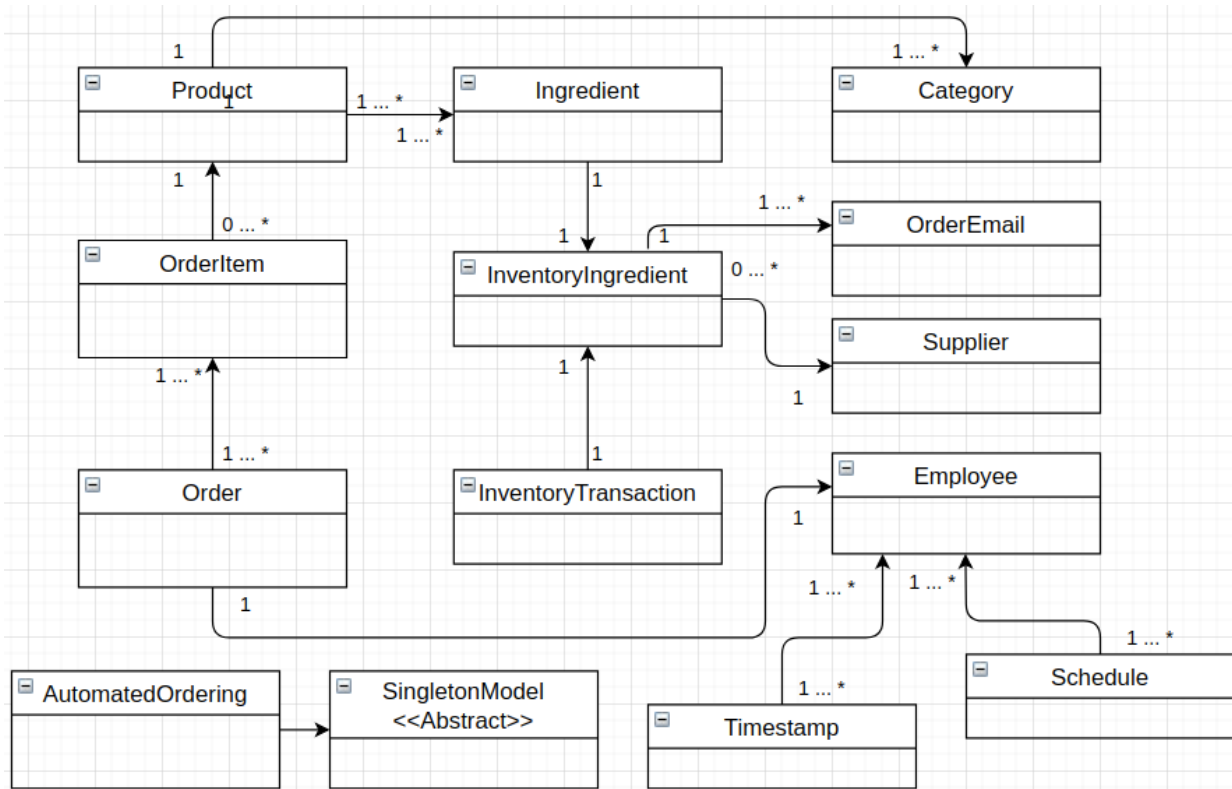 1
1 ... *
Product
1
1 ... *
1 ... *
Ingredient
Category
1
0 ... *
1
1
1 ... *
1
OrderItem
InventoryIngredient
0 ... *
OrderEmail
Supplier
1
1 ... *
1 ... *
1
1
Order
InventoryTransaction
Employee
1
1
1 ... *
1 ... *
1 ... *
1 ... *
AutomatedOrdering
SingletonModel
<<Abstract>>
Timestamp
Schedule